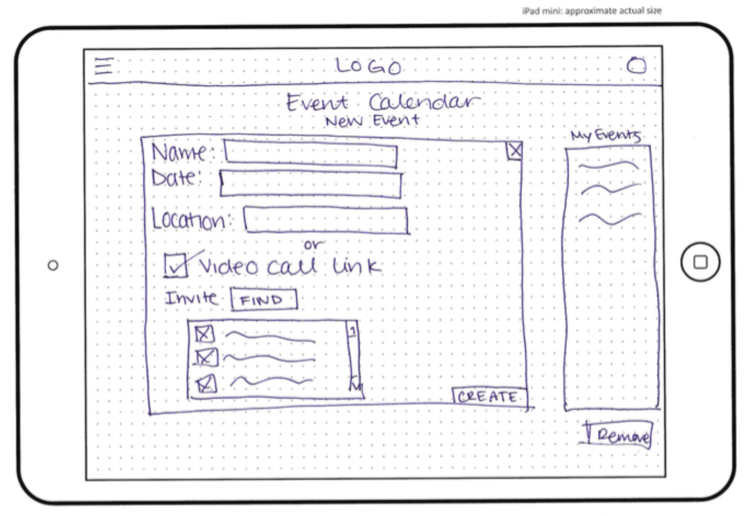 iPad mini: approximate actual size
LOGO
Event Calendar
New Event
My Events
Name:
Date:
Location:
or
Video call link
Invite FIND
CREATE
Remove